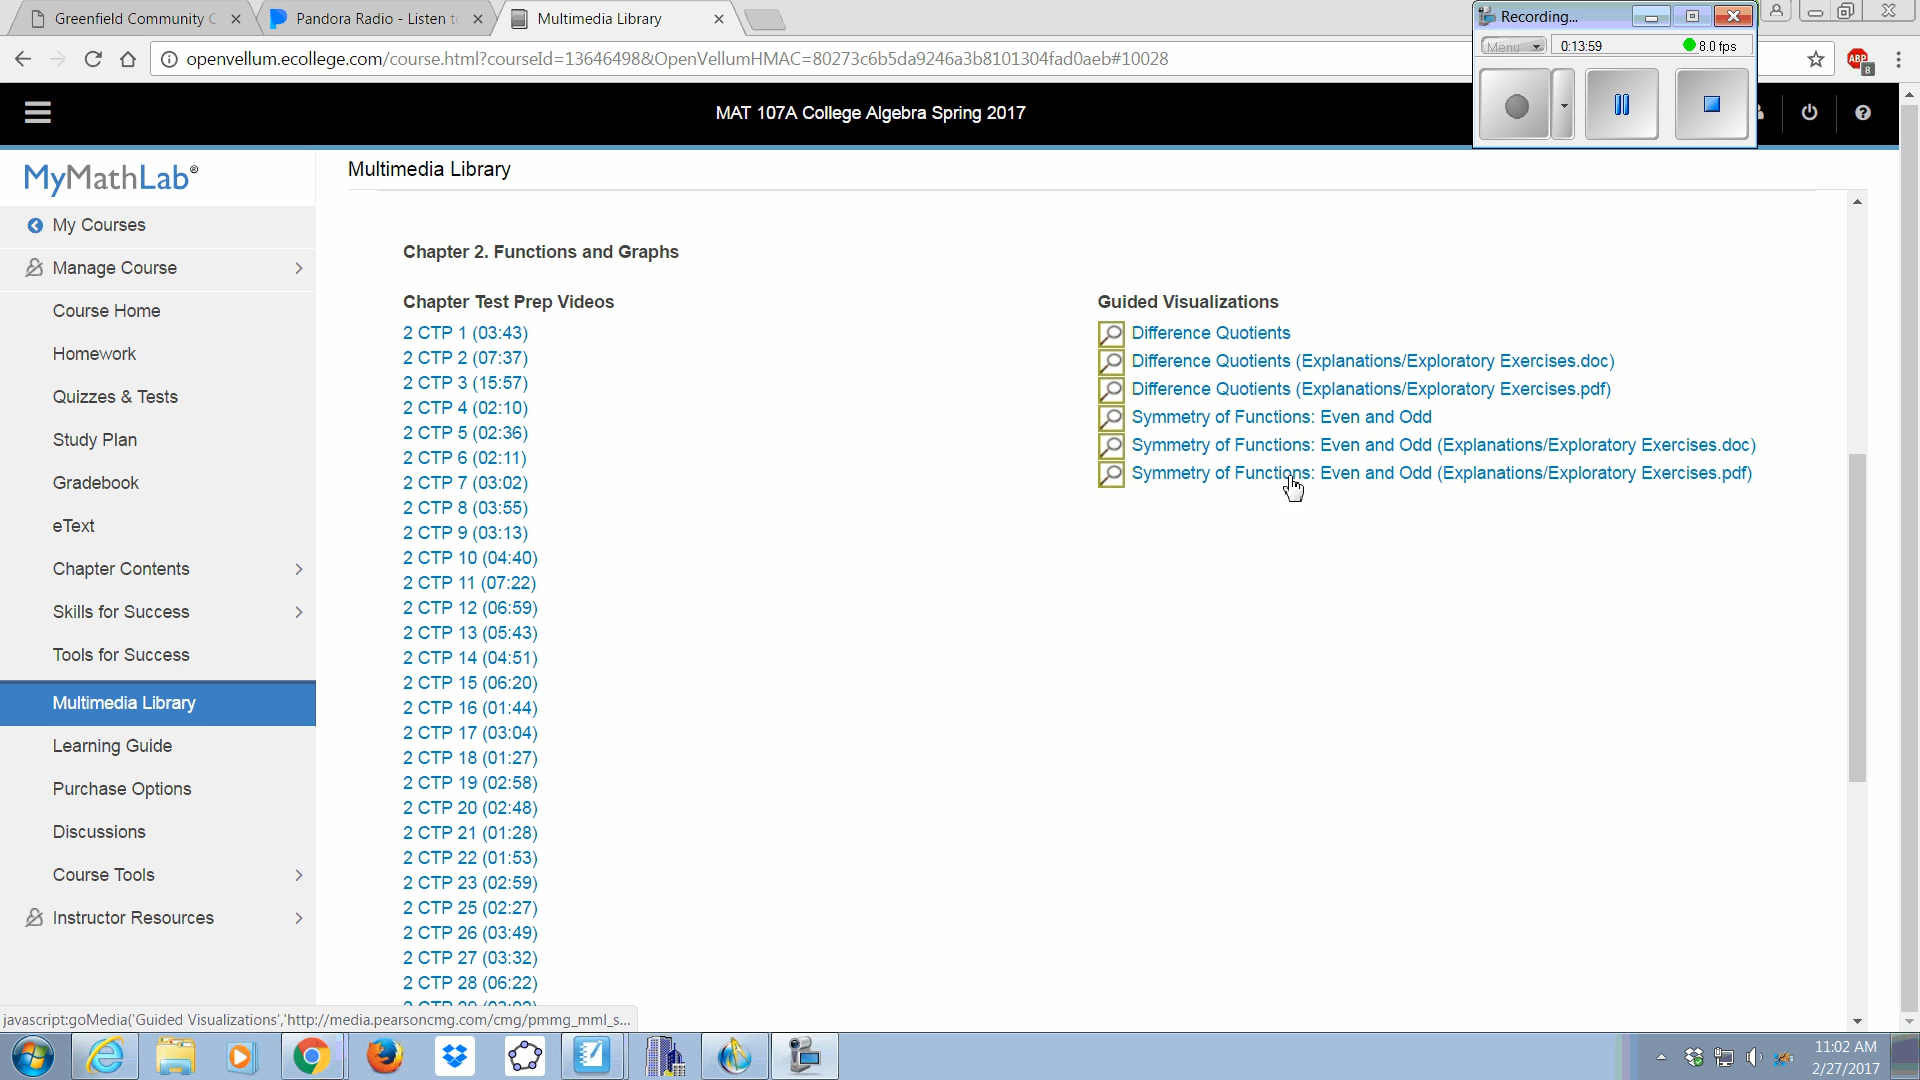 Greenfield Community C
Pandora Radio - Listen to
Multimedia Library
Recording...
openvellum.ecollege.com/course.html?courseId=13646498&OpenVellumHMAC=80273c6b5da9246a3b8101304fad0aeb#10028
Menu
0:13:59
8.0 fps
ABP
8
MAT 107A College Algebra Spring 2017
MyMathLab®
Multimedia Library
My Courses
Manage Course
Course Home
Homework
Quizzes & Tests
Study Plan
Gradebook
eText
Chapter Contents
Skills for Success
Tools for Success
Multimedia Library
Learning Guide
Purchase Options
Discussions
Course Tools
Instructor Resources
Chapter 2. Functions and Graphs
Chapter Test Prep Videos
2 CTP 1 (03:43)
2 CTP 2 (07:37)
2 CTP 3 (15:57)
2 CTP 4 (02:10)
2 CTP 5 (02:36)
2 CTP 6 (02:11)
2 CTP 7 (03:02)
2 CTP 8 (03:55)
2 CTP 9 (03:13)
2 CTP 10 (04:40)
2 CTP 11 (07:22)
2 CTP 12 (06:59)
2 CTP 13 (05:43)
2 CTP 14 (04:51)
2 CTP 15 (06:20)
2 CTP 16 (01:44)
2 CTP 17 (03:04)
2 CTP 18 (01:27)
2 CTP 19 (02:58)
2 CTP 20 (02:48)
2 CTP 21 (01:28)
2 CTP 22 (01:53)
2 CTP 23 (02:59)
2 CTP 25 (02:27)
2 CTP 26 (03:49)
2 CTP 27 (03:32)
2 CTP 28 (06:22)
Guided Visualizations
Difference Quotients
Difference Quotients (Explanations/Exploratory Exercises.doc)
Difference Quotients (Explanations/Exploratory Exercises.pdf)
Symmetry of Functions: Even and Odd
Symmetry of Functions: Even and Odd (Explanations/Exploratory Exercises.doc)
Symmetry of Functions: Even and Odd (Explanations/Exploratory Exercises.pdf)
javascript:goMedia('Guided Visualizations','http://media.pearsoncmg.com/cmg/pmmg_mml_s...
11:02 AM
2/27/2017